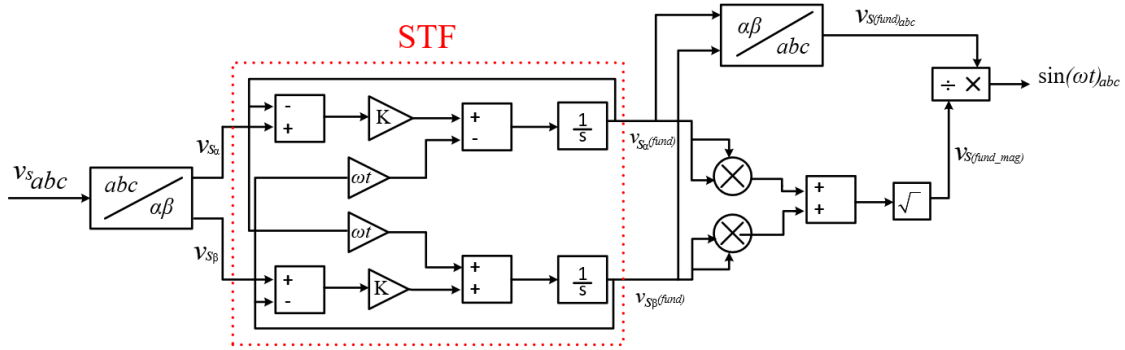 STF
αβ
abc
vS(fund)abc
÷ ×
sin(ωt)abc
-
+
K
+
-
1
s
vSα
vSα(fund)
vS(fund_mag)
vsabc
abc
αβ
ωt
+
+
√
ωt
vSβ
+
-
K
+
+
1
s
vSβ(fund)